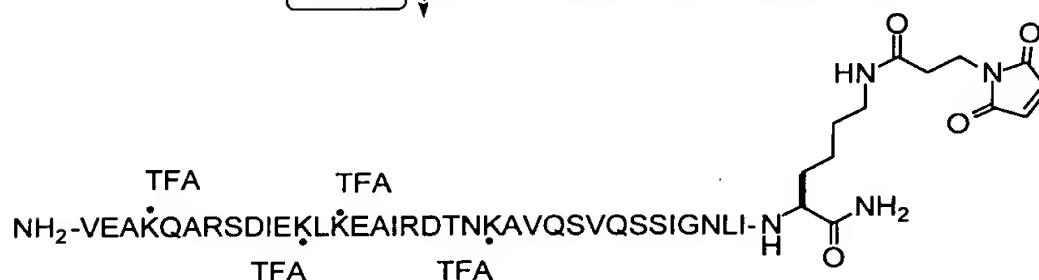 O
O
HN
N
O
TFA TFA
NH₂-VEAKQARSDIEKLKEAIRDTNKAVQSVQSSIGNLI-N
H
NH₂
O
TFA TFA